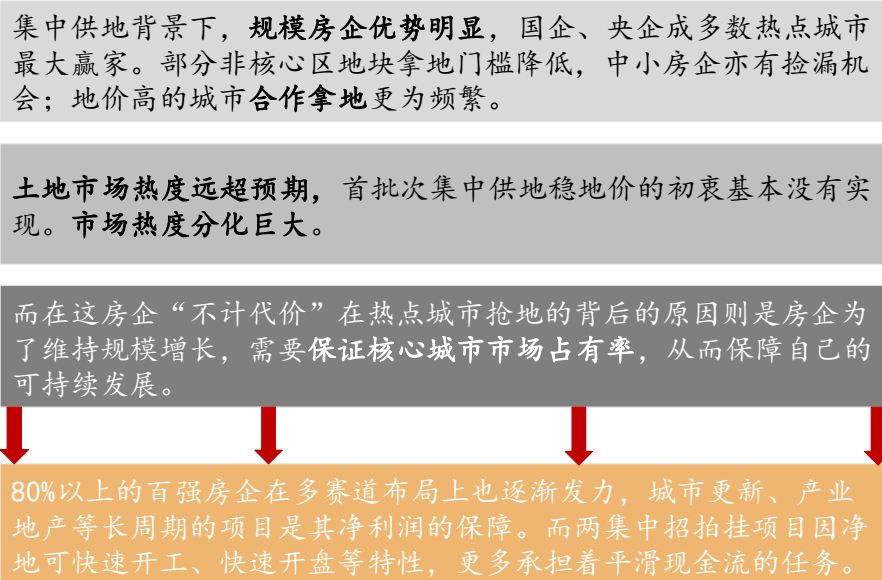 集中供地背景下，规模房企优势明显，国企、央企成多数热点城市
最大赢家。部分非核心区地块拿地门槛降低，中小房企亦有捡漏机
会；地价高的城市合作拿地更为频繁。
土地市场热度远超预期，首批次集中供地稳地价的初衷基本没有实
现。市场热度分化巨大。
而在这房企“不计代价”在热点城市抢地的背后的原因则是房企为
了维持规模增长，需要保证核心城市市场占有率，从而保障自己的
可持续发展。
80%以上的百强房企在多赛道布局上也逐渐发力，城市更新、产业
地产等长周期的项目是其净利润的保障。而两集中招拍挂项目因净
地可快速开工、快速开盘等特性，更多承担着平滑现金流的任务。